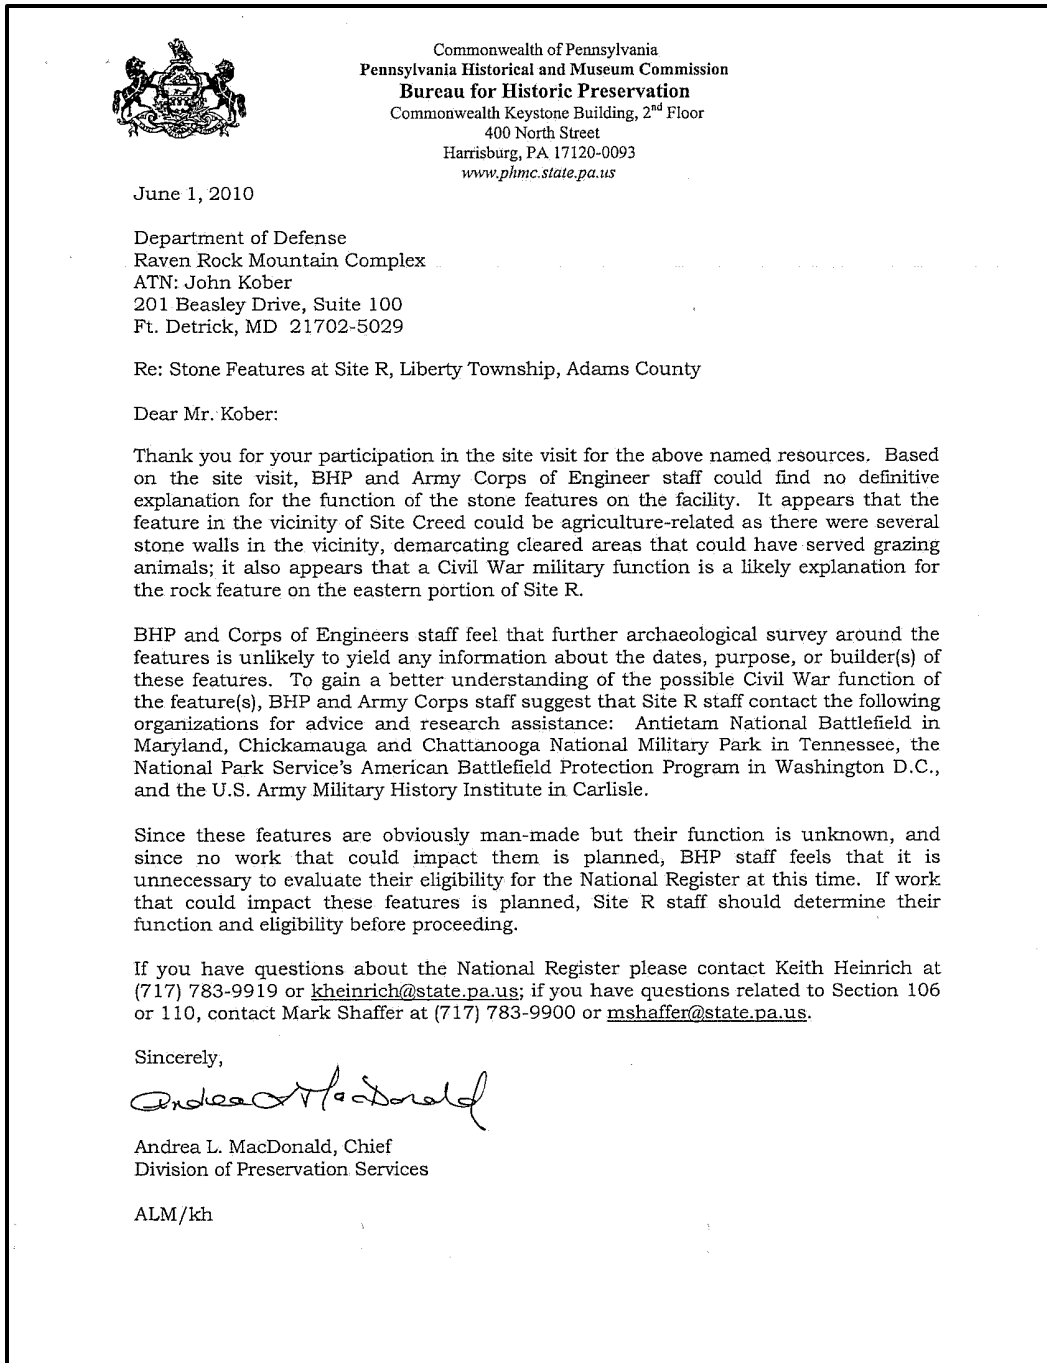 Commonwealth of Pennsylvania
Pennsylvania Historical and Museum Commission
Bureau for Historic Preservation
Commonwealth Keystone Building, 2nd Floor
400 North Street
Harrisburg, PA 17120-0093
www.phmc.state.pa.us
June 1, 2010
Department of Defense
Raven Rock Mountain Complex
ATN: John Kober
201 Beasley Drive, Suite 100
Ft. Detrick, MD 21702-5029
Re: Stone Features at Site R, Liberty Township, Adams County
Dear Mr. Kober:
Thank you for your participation in the site visit for the above named resources. Based
on the site visit, BHP and Army Corps of Engineer staff could find no definitive
explanation for the function of the stone features on the facility. It appears that the
feature in the vicinity of Site Creed could be agriculture-related as there were several
stone walls in the vicinity, demarcating cleared areas that could have served grazing
animals; it also appears that a Civil War military function is a likely explanation for
the rock feature on the eastern portion of Site R.
BHP and Corps of Engineers staff feel that further archaeological survey around the
features is unlikely to yield any information about the dates, purpose, or builder(s) of
these features. To gain a better understanding of the possible Civil War function of
the feature(s), BHP and Army Corps staff suggest that Site R staff contact the following
organizations for advice and research assistance: Antietam National Battlefield in
Maryland, Chickamauga and Chattanooga National Military Park in Tennessee, the
National Park Service's American Battlefield Protection Program in Washington D.C.,
and the U.S. Army Military History Institute in Carlisle.
Since these features are obviously man-made but their function is unknown, and
since no work that could impact them is planned, BHP staff feels that it is
unnecessary to evaluate their eligibility for the National Register at this time. If work
that could impact these features is planned, Site R staff should determine their
function and eligibility before proceeding.
If you have questions about the National Register please contact Keith Heinrich at
(717) 783-9919 or kheinrich@state.pa.us; if you have questions related to Section 106
or 110, contact Mark Shaffer at (717) 783-9900 or mshaffer@state.pa.us.
Sincerely,
Andrea L MacDonald
Andrea L. MacDonald, Chief
Division of Preservation Services
ALM/kh